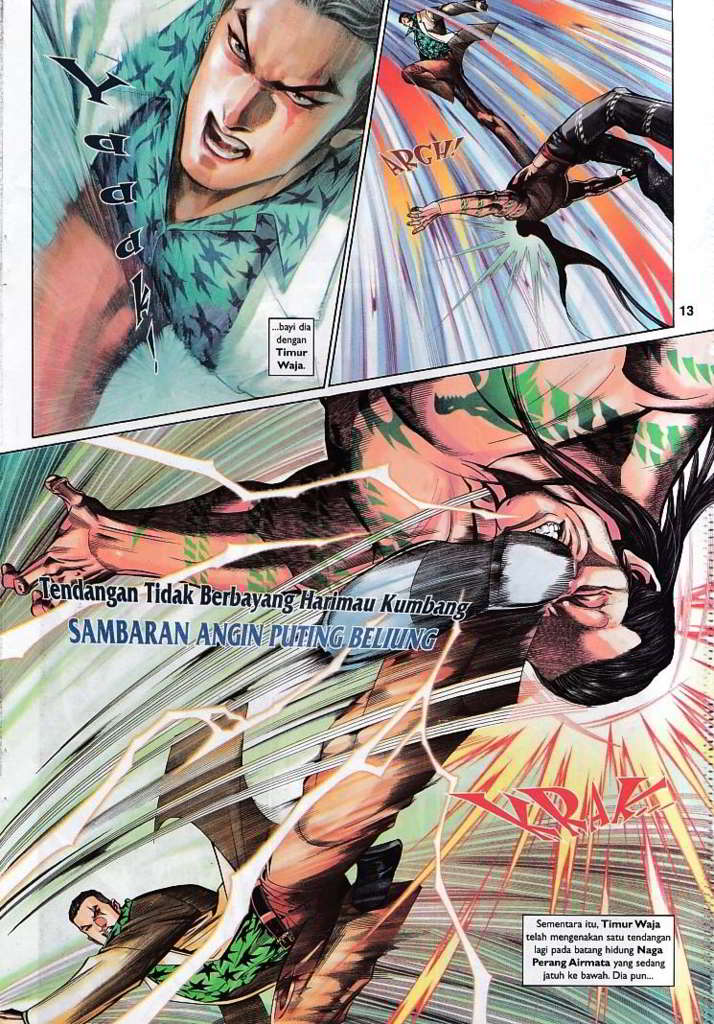 Yaaak!
...bayi dia
dengan
Timur
Waja.
ARGH!
13
Tendangan Tidak Berbayang Harimau Kumbang
SAMBARAN ANGIN PUTING BELIUNG
KRAK
Sementara itu, Timur Waja
telah mengenakan satu tendangan
lagi pada batang hidung Naga
Perang Airmata yang sedang
jatuh ke bawah. Dia pun...